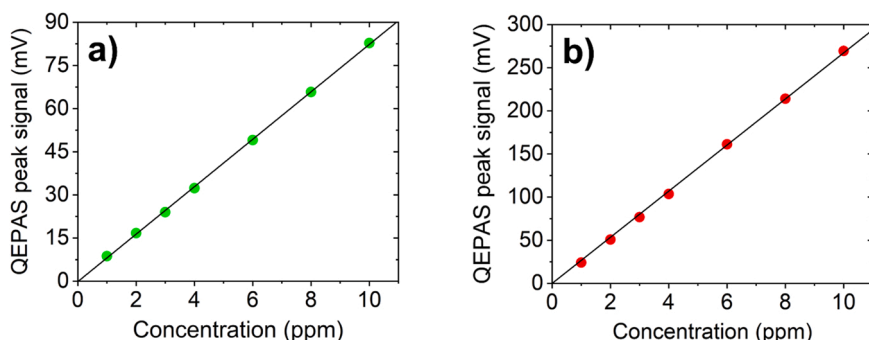 a)
QEPAS peak signal (mV)
90
75
60
45
30
15
0
0 2 4 6 8 10
Concentration (ppm)
b)
QEPAS peak signal (mV)
300
250
200
150
100
50
0
0 2 4 6 8 10
Concentration (ppm)